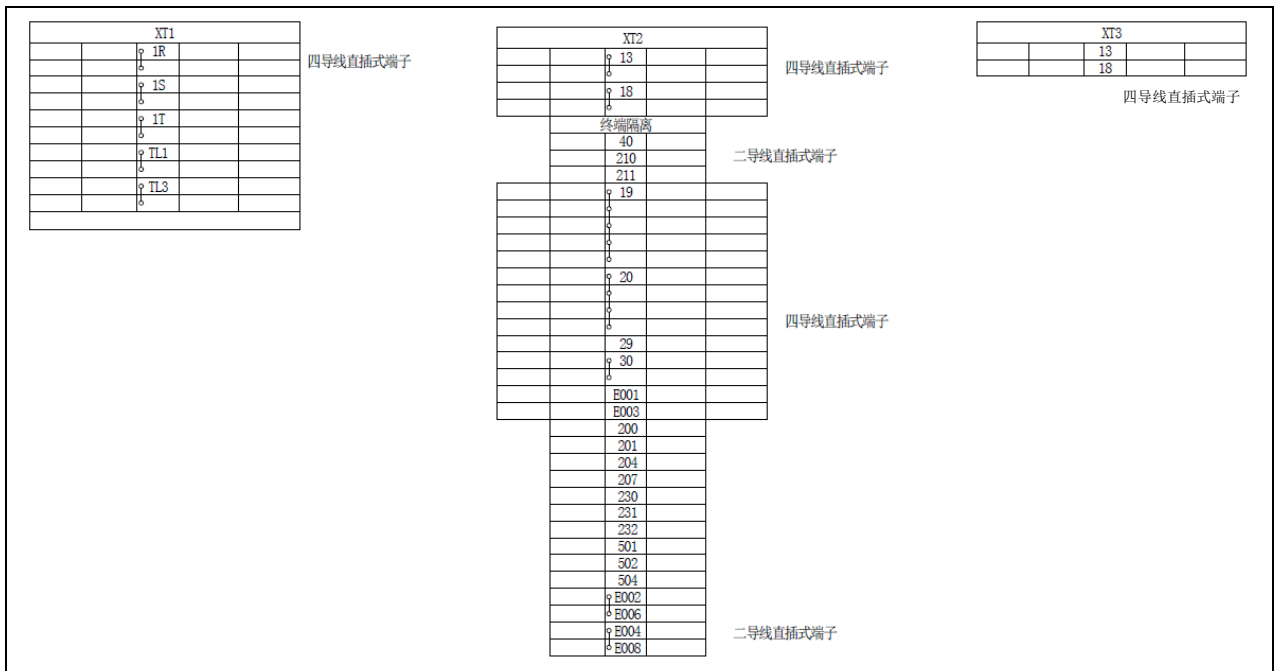 XT1
1R
1S
1T
TL1
TL3
四导线直插式端子
XT2
13
18
四导线直插式端子
终端隔离
40
210
211
二导线直插式端子
19
20
29
30
E001
E003
四导线直插式端子
200
201
204
207
230
231
232
501
502
504
E002
E006
E004
E008
二导线直插式端子
XT3
13
18
四导线直插式端子